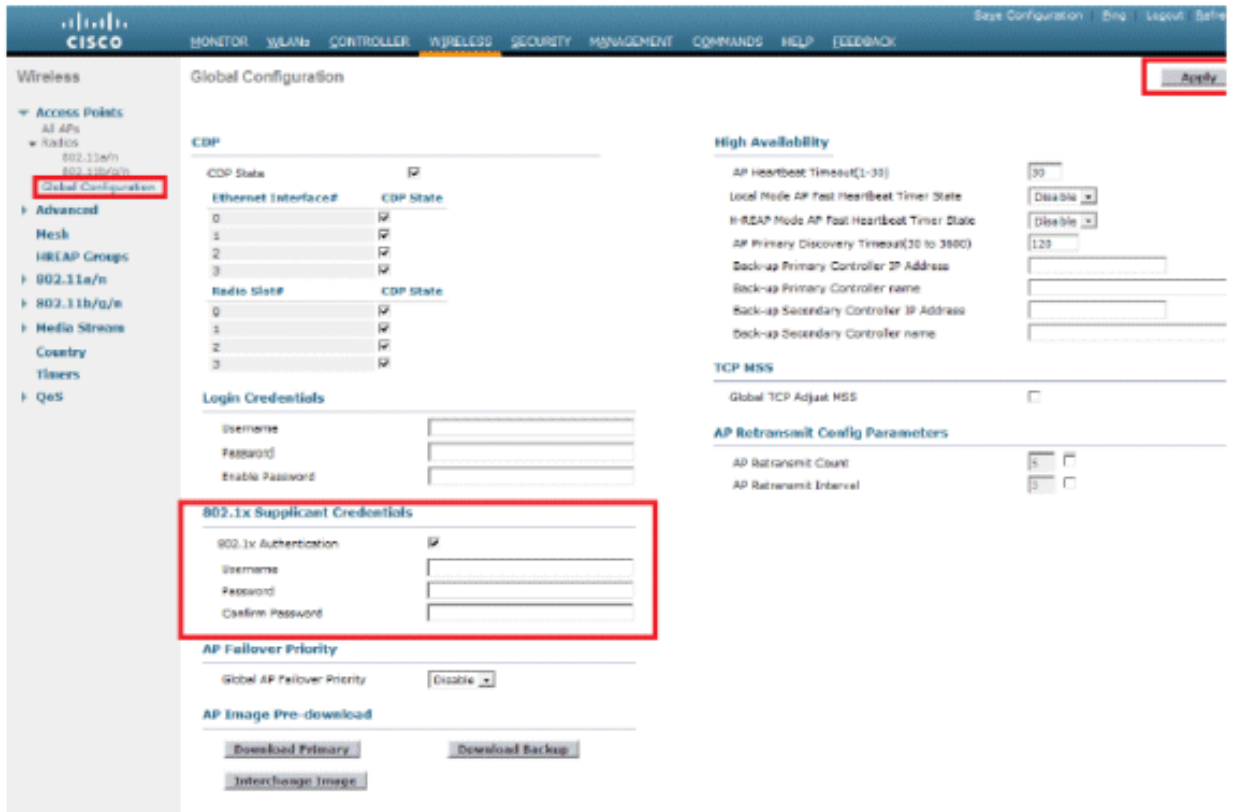 Save Configuration | Ping | Logout | Refre
CISCO
MONITOR WLANs CONTROLLER WIRELESS SECURITY MANAGEMENT COMMANDS HELP FEEDBACK
Wireless
Global Configuration
Apply
Access Points
All APs
Radios
802.11a/n
802.11b/g/n
Global Configuration
Advanced
Mesh
HREAP Groups
802.11a/n
802.11b/g/n
Media Stream
Country
Timers
QoS
CDP
CDP State
Ethernet Interface# CDP State
0
1
2
3
Radio Slot# CDP State
0
1
2
3
Login Credentials
Username
Password
Enable Password
802.1x Supplicant Credentials
802.1x Authentication
Username
Password
Confirm Password
AP Failover Priority
Global AP Failover Priority Disable
AP Image Pre-download
Download Primary Download Backup
Interchange Image
High Availability
AP Heartbeat Timeout(1-30) 30
Local Mode AP Fast Heartbeat Timer State Disable
H-REAP Mode AP Fast Heartbeat Timer State Disable
AP Primary Discovery Timeout(30 to 3600) 120
Back-up Primary Controller IP Address
Back-up Primary Controller name
Back-up Secondary Controller IP Address
Back-up Secondary Controller name
TCP MSS
Global TCP Adjust MSS
AP Retransmit Config Parameters
AP Retransmit Count 5
AP Retransmit Interval 3